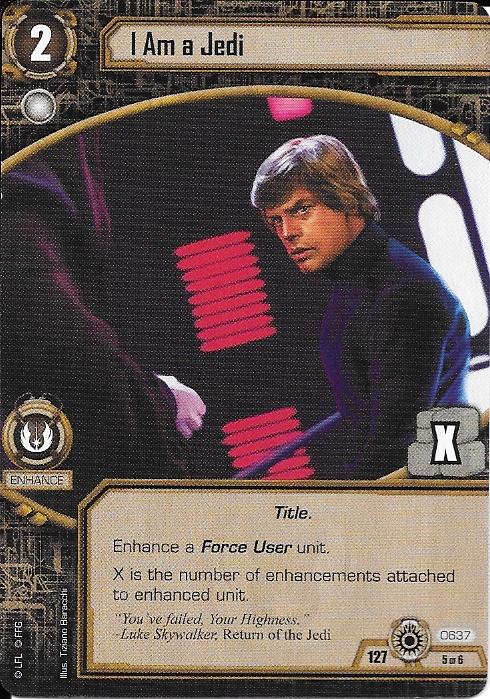 2
I Am a Jedi
X
ENHANCE
Title.
Enhance a Force User unit.
X is the number of enhancements attached
to enhanced unit.
"You've failed, Your Highness."
-Luke Skywalker, Return of the Jedi
© LFL © FFG
Illus. Tiziano Baracchi
0637
127
5 OF 6